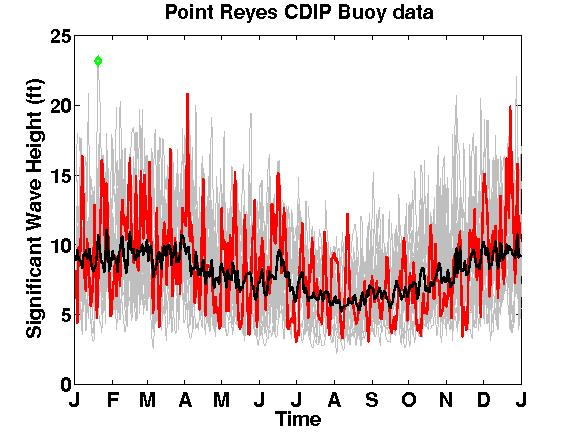 Point Reyes CDIP Buoy data
Significant Wave Height (ft)
25
20
15
10
5
0
J F M A M J J A S O N D J
Time